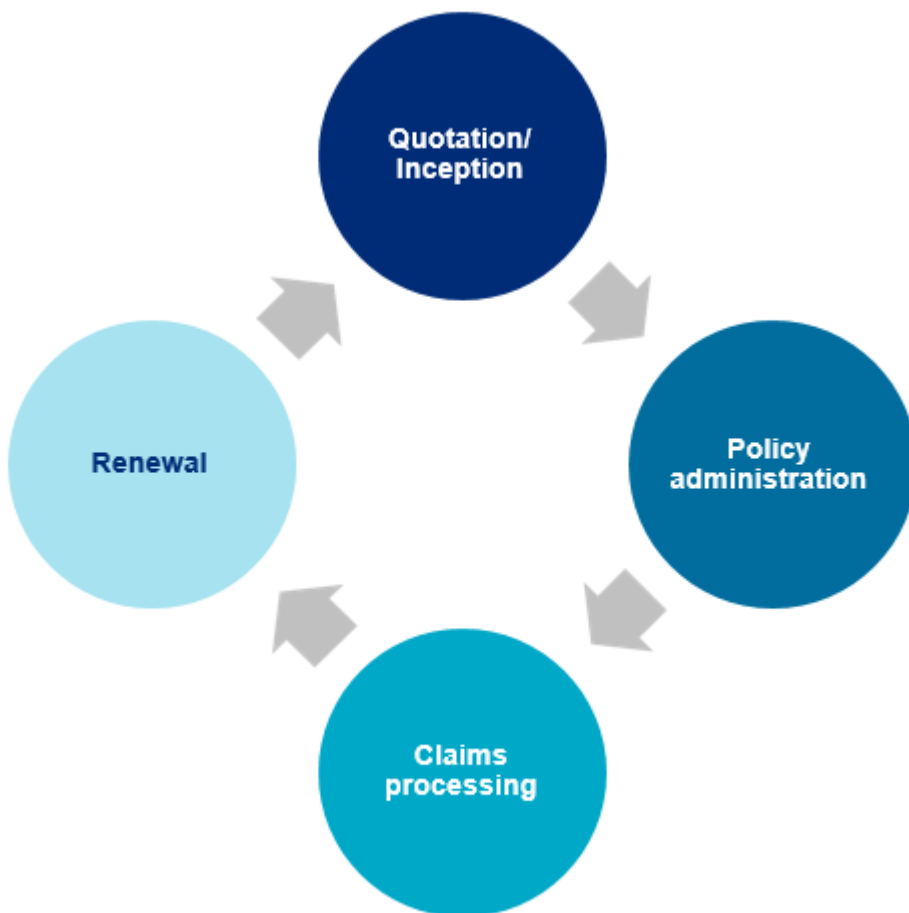 Quotation/
Inception
Policy
administration
Claims
processing
Renewal